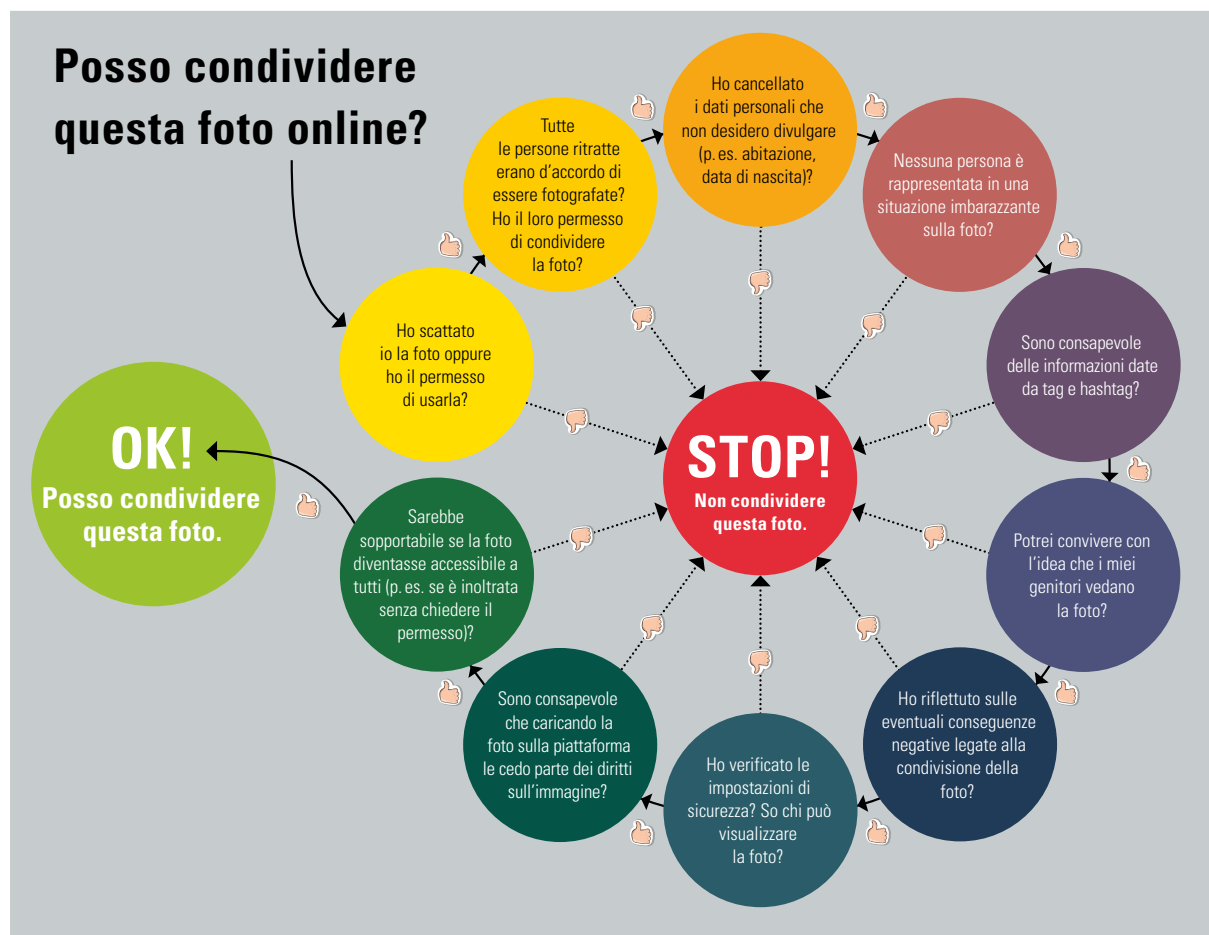 Posso condividere
questa foto online?
Ho scattato
io la foto oppure
ho il permesso
di usarla?
Tutte
le persone ritratte
erano d’accordo di
essere fotografate?
Ho il loro permesso
di condividere
la foto?
Ho cancellato
i dati personali che
non desidero divulgare
(p. es. abitazione,
data di nascita)?
Nessuna persona è
rappresentata in una
situazione imbarazzante
sulla foto?
Sono consapevole
delle informazioni date
da tag e hashtag?
Potrei convivere con
l’idea che i miei
genitori vedano
la foto?
Ho riflettuto sulle
eventuali conseguenze
negative legate alla
condivisione della
foto?
Ho verificato le
impostazioni di
sicurezza? So chi può
visualizzare
la foto?
Sono consapevole
che caricando la
foto sulla piattaforma
le cedo parte dei diritti
sull’immagine?
Sarebbe
sopportabile se la foto
diventasse accessibile a
tutti (p. es. se è inoltrata
senza chiedere il
permesso)?
OK!
Posso condividere
questa foto.
STOP!
Non condividere
questa foto.